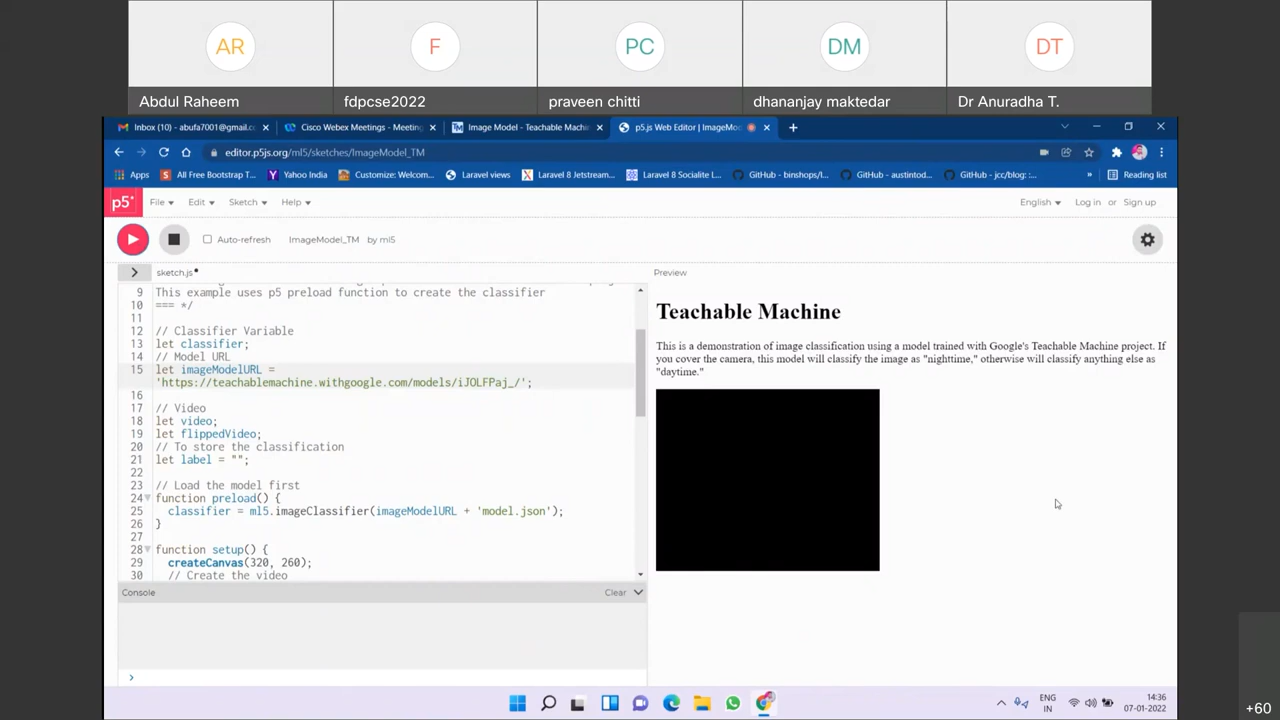 AR
F
PC
DM
DT
Abdul Raheem
fdpcse2022
praveen chitti
dhananjay maktedar
Dr Anuradha T.
Inbox (10) - abufa7001@gmail.c
Cisco Webex Meetings - Meeting
Image Model - Teachable Machin
p5.js Web Editor | ImageMo
editor.p5js.org/ml5/sketches/ImageModel_TM
Apps
All Free Bootstrap T...
Yahoo India
Customize: Welcom...
Laravel views
Laravel 8 Jetstream...
Laravel 8 Socialite L...
GitHub - binshops/l...
GitHub - austintod...
GitHub - jcc/blog: :...
»
Reading list
p5*
File
Edit
Sketch
Help
English
Log in or Sign up
Auto-refresh
ImageModel_TM by ml5
sketch.js
Preview
9 This example uses p5 preload function to create the classifier
10 === */
11
12 // Classifier Variable
13 let classifier;
14 // Model URL
15 let imageModelURL =
'https://teachablemachine.withgoogle.com/models/iJOLFPaj_/';
16
17 // Video
18 let video;
19 let flippedVideo;
20 // To store the classification
21 let label = "";
22
23 // Load the model first
24 function preload() {
25 classifier = ml5.imageClassifier(imageModelURL + 'model.json');
26 }
27
28 function setup() {
29 createCanvas(320, 260);
30 // Create the video
Teachable Machine
This is a demonstration of image classification using a model trained with Google's Teachable Machine project. If
you cover the camera, this model will classify the image as "nighttime," otherwise will classify anything else as
"daytime."
Console
Clear
>
ENG
IN
14:36
07-01-2022
+60